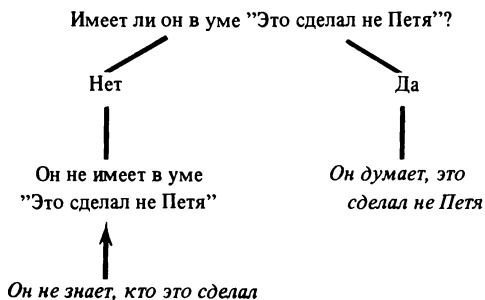 Имеет ли он в уме ”Это сделал не Петя”?
Нет
Да
Он не имеет в уме
”Это сделал не Петя”
Он думает, это
сделал не Петя
Он не знает, кто это сделал